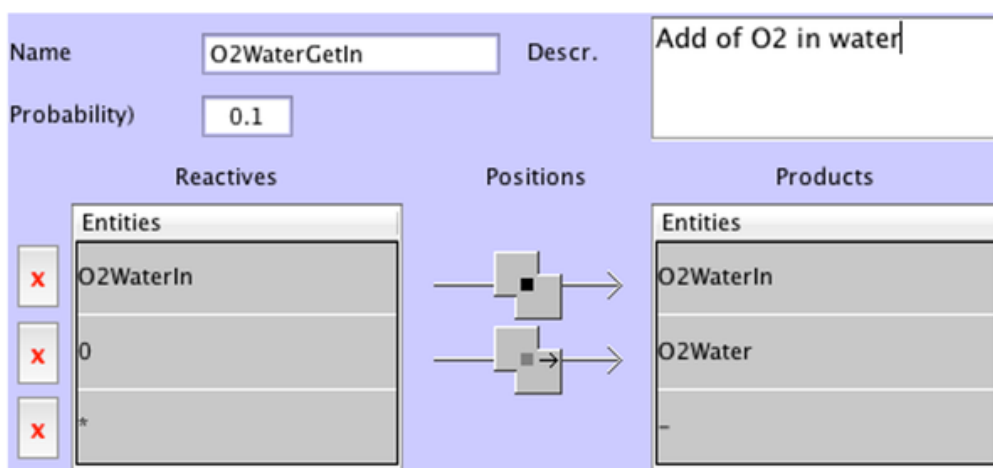 Name O2WaterGetIn Descr. Add of O2 in water
Probability) 0.1
Reactives Positions Products
Entities Entities
x O2WaterIn O2WaterIn
x 0 O2Water
x * –